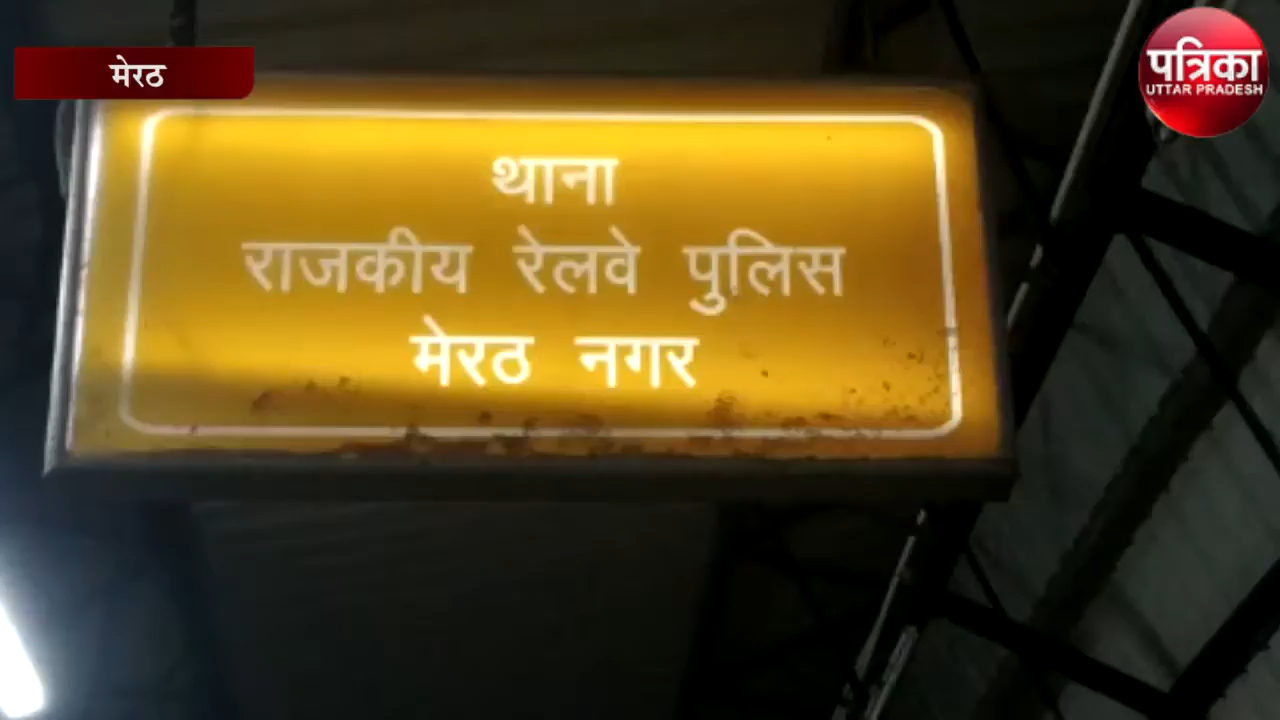 मेरठ
पत्रिका
UTTAR PRADESH
थाना
राजकीय रेलवे पुलिस
मेरठ नगर